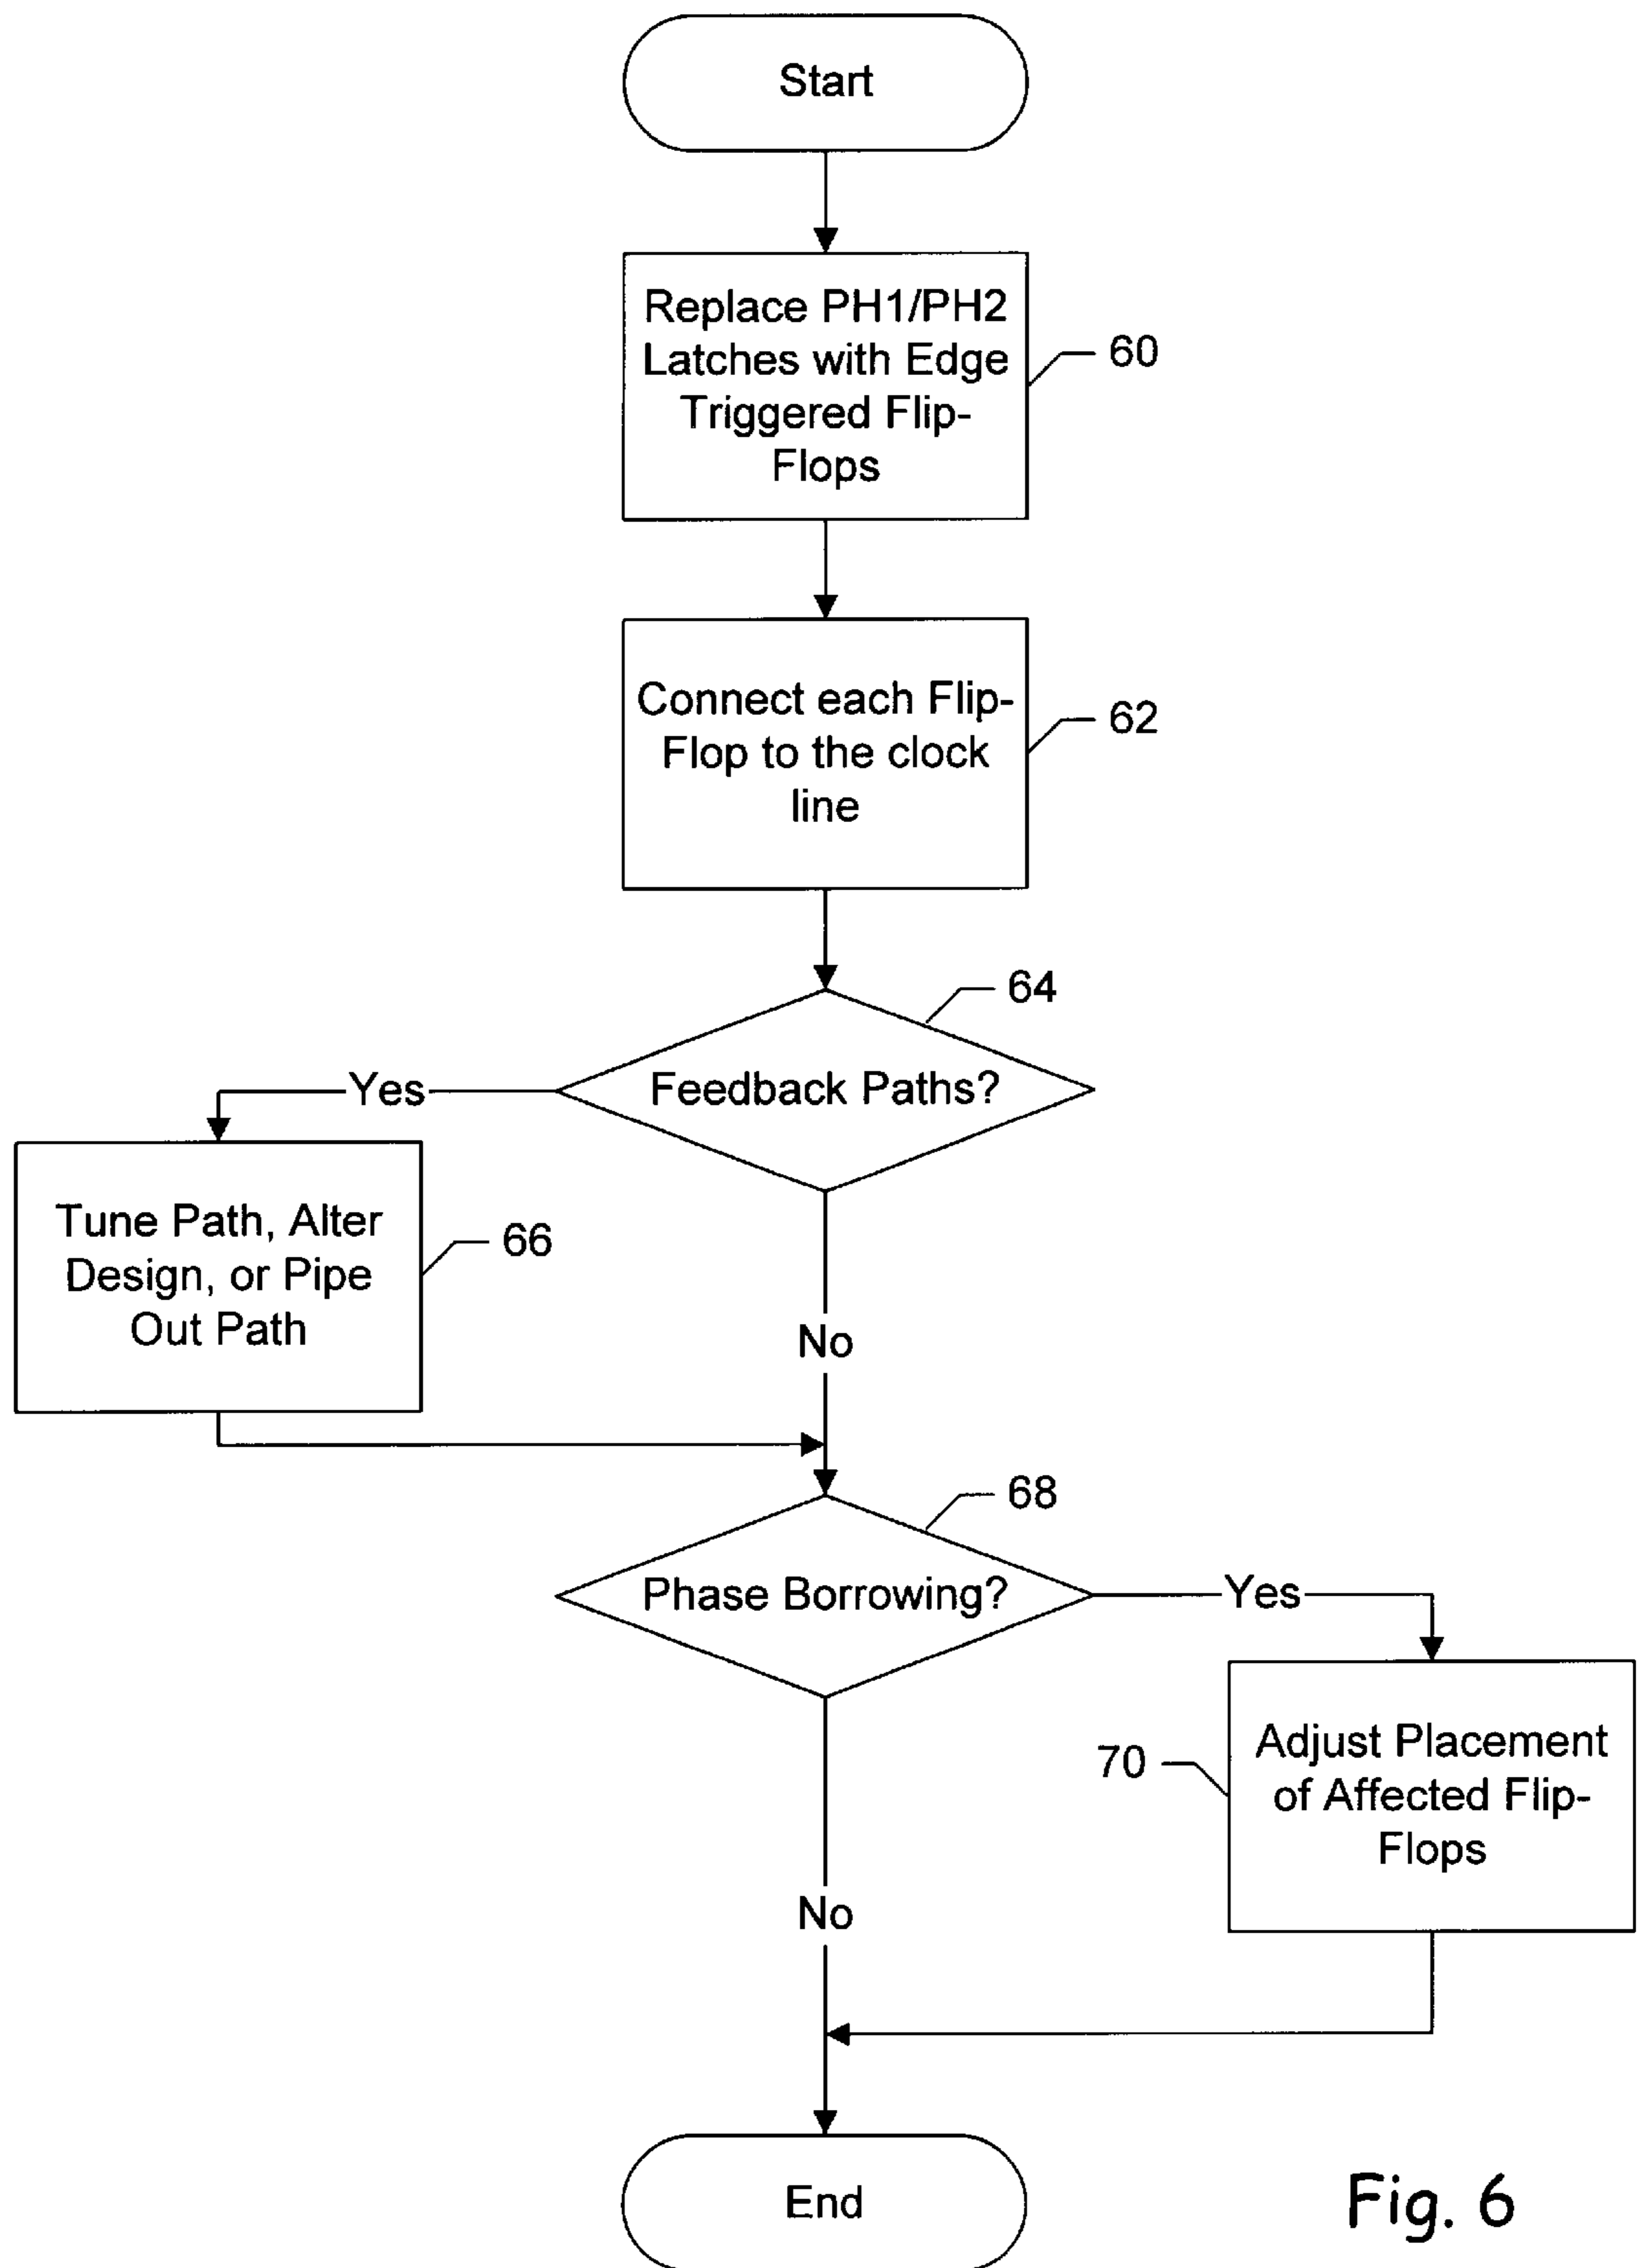 Start
Replace PH1/PH2
Latches with Edge
Triggered Flip-
Flops
60
Connect each Flip-
Flop to the clock
line
62
64
Feedback Paths?
Yes
Tune Path, Alter
Design, or Pipe
Out Path
66
No
68
Phase Borrowing?
Yes
70
Adjust Placement
of Affected Flip-
Flops
No
End
Fig. 6